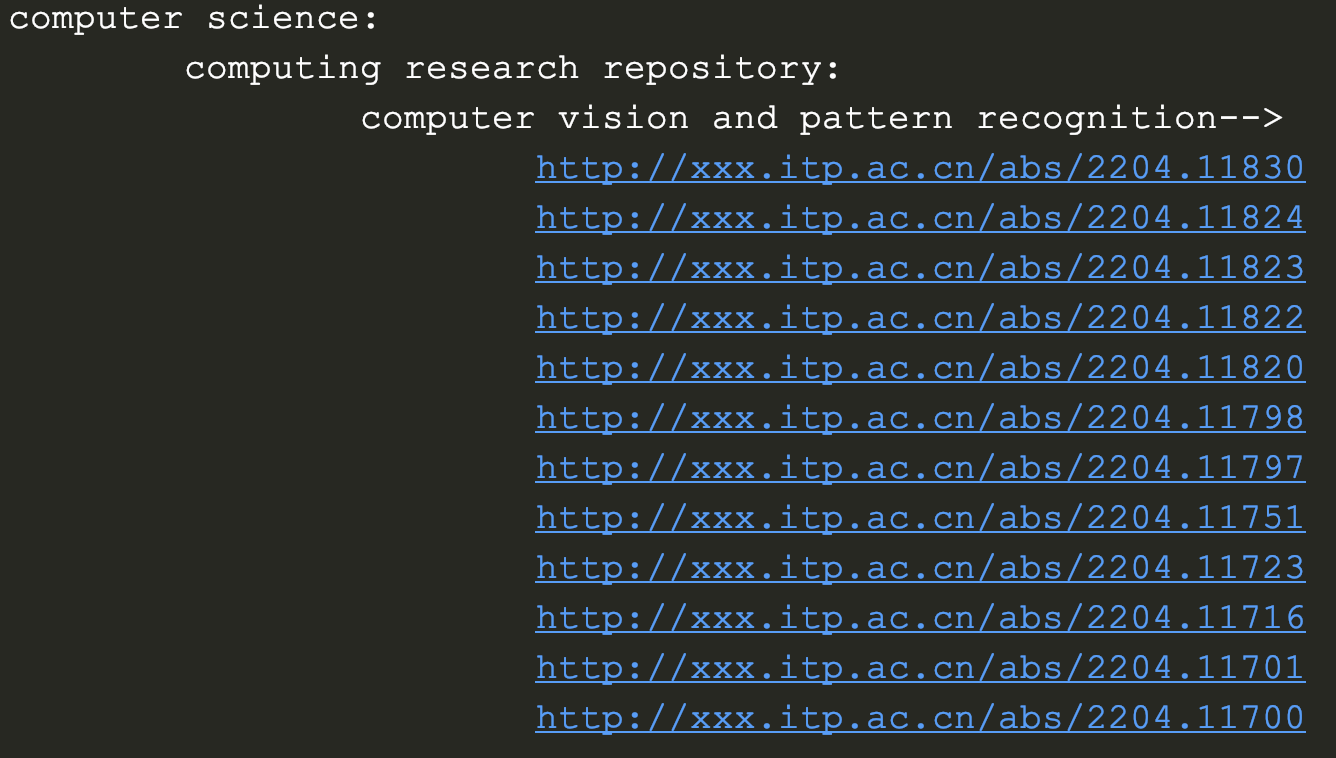 computer science:
computing research repository:
computer vision and pattern recognition-->
http://xxx.itp.ac.cn/abs/2204.11830
http://xxx.itp.ac.cn/abs/2204.11824
http://xxx.itp.ac.cn/abs/2204.11823
http://xxx.itp.ac.cn/abs/2204.11822
http://xxx.itp.ac.cn/abs/2204.11820
http://xxx.itp.ac.cn/abs/2204.11798
http://xxx.itp.ac.cn/abs/2204.11797
http://xxx.itp.ac.cn/abs/2204.11751
http://xxx.itp.ac.cn/abs/2204.11723
http://xxx.itp.ac.cn/abs/2204.11716
http://xxx.itp.ac.cn/abs/2204.11701
http://xxx.itp.ac.cn/abs/2204.11700